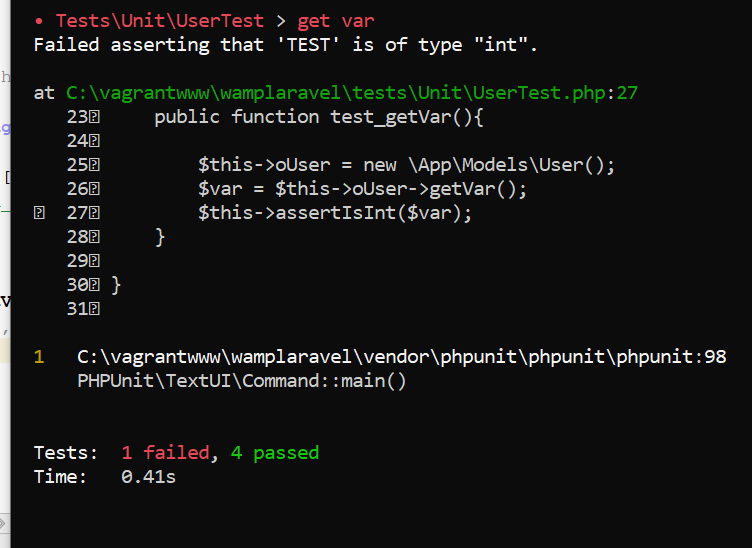 • Tests\Unit\UserTest > get var
Failed asserting that 'TEST' is of type "int".
at C:\vagrantwww\wamplaravel\tests\Unit\UserTest.php:27
23 public function test_getVar(){
24
25 $this->oUser = new \App\Models\User();
26 $var = $this->oUser->getVar();
27 $this->assertIsInt($var);
28 }
29
30 }
31
1 C:\vagrantwww\wamplaravel\vendor\phpunit\phpunit\phpunit:98
PHPUnit\TextUI\Command::main()
Tests: 1 failed, 4 passed
Time: 0.41s